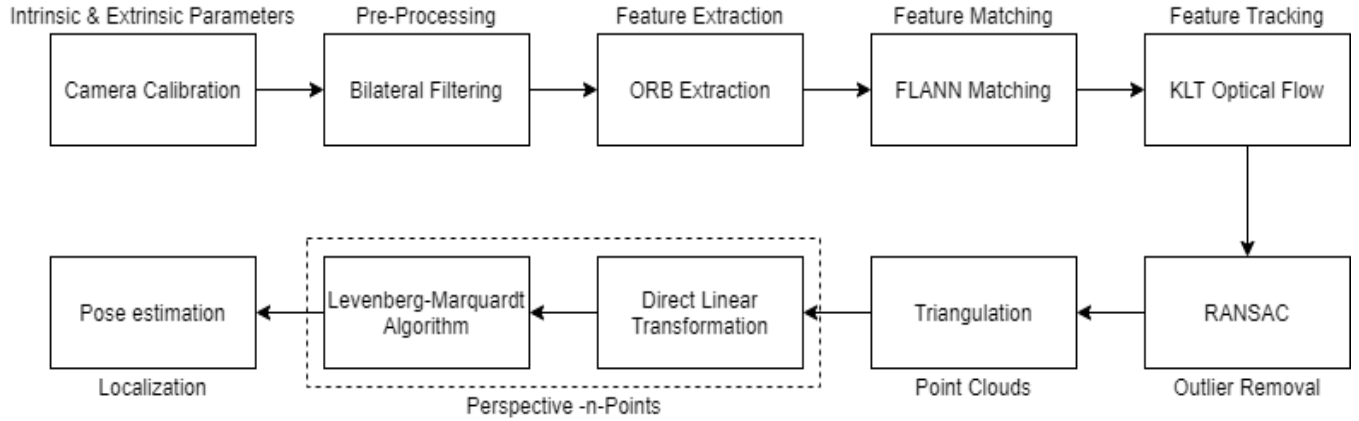 Intrinsic & Extrinsic Parameters
Pre-Processing
Feature Extraction
Feature Matching
Feature Tracking
Camera Calibration
Bilateral Filtering
ORB Extraction
FLANN Matching
KLT Optical Flow
Pose estimation
Levenberg-Marquardt
Algorithm
Direct Linear
Transformation
Triangulation
RANSAC
Localization
Perspective -n-Points
Point Clouds
Outlier Removal